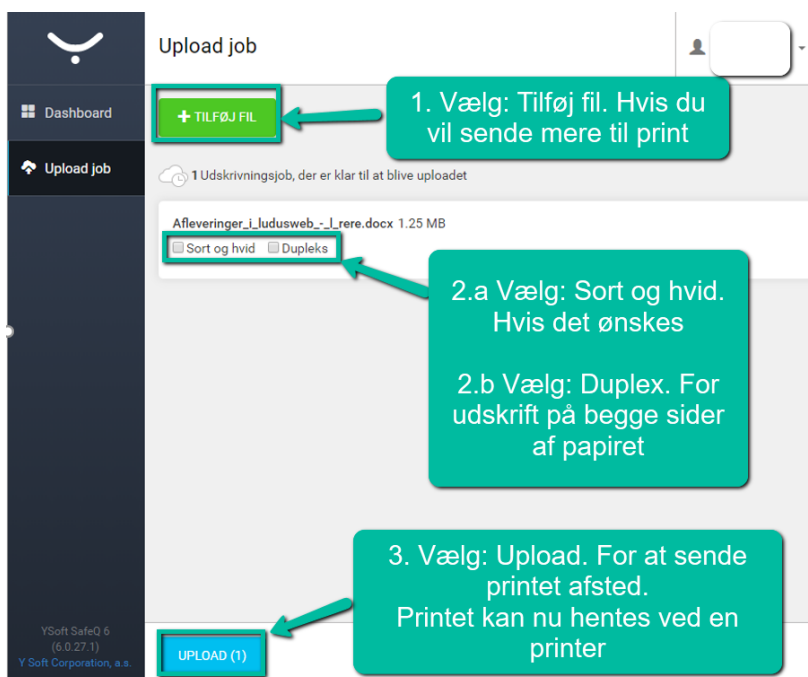 Upload job
Dashboard
Upload job
+ TILFØJ FIL
1. Vælg: Tilføj fil. Hvis du
vil sende mere til print
1 Udskrivningsjob, der er klar til at blive uploadet
Afleveringer_i_ludusweb_-_l_rere.docx 1.25 MB
Sort og hvid Dupleks
2.a Vælg: Sort og hvid.
Hvis det ønskes
2.b Vælg: Duplex. For
udskrift på begge sider
af papiret
3. Vælg: Upload. For at sende
printet afsted.
Printet kan nu hentes ved en
printer
YSoft SafeQ 6
(6.0.27.1)
Y Soft Corporation, a.s.
UPLOAD (1)